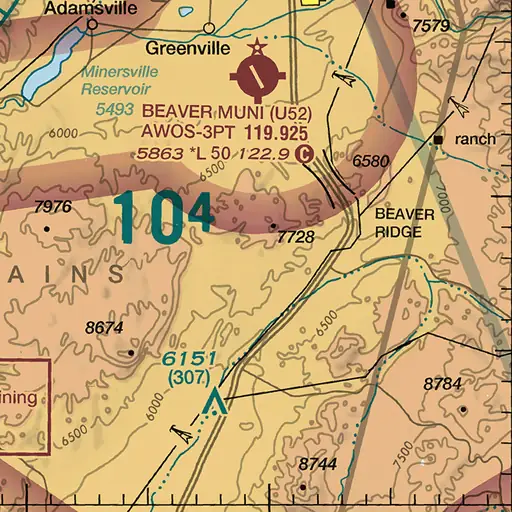 Adamsville
7579
Greenville
Minersville
Reservoir
5493
BEAVER MUNI (U52)
AWOS-3PT 119.925
5863 *L 50 122.9 C
6000
6500
6580
ranch
7000
7976
104
7728
BEAVER
RIDGE
AINS
8674
6500
6151
(307)
ining
6000
6500
8784
7500
8744